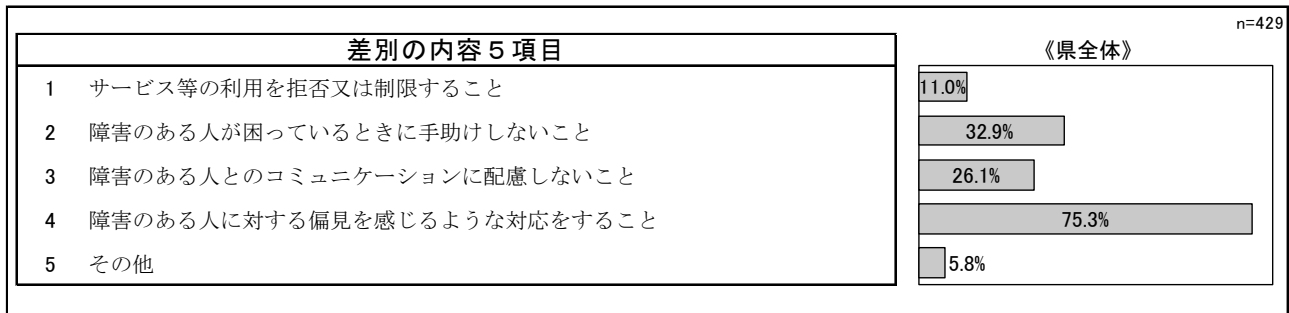 n=429
差別の内容５項目 《県全体》
1 サービス等の利用を拒否又は制限すること 11.0%
2 障害のある人が困っているときに手助けしないこと 32.9%
3 障害のある人とのコミュニケーションに配慮しないこと 26.1%
4 障害のある人に対する偏見を感じるような対応をすること 75.3%
5 その他 5.8%